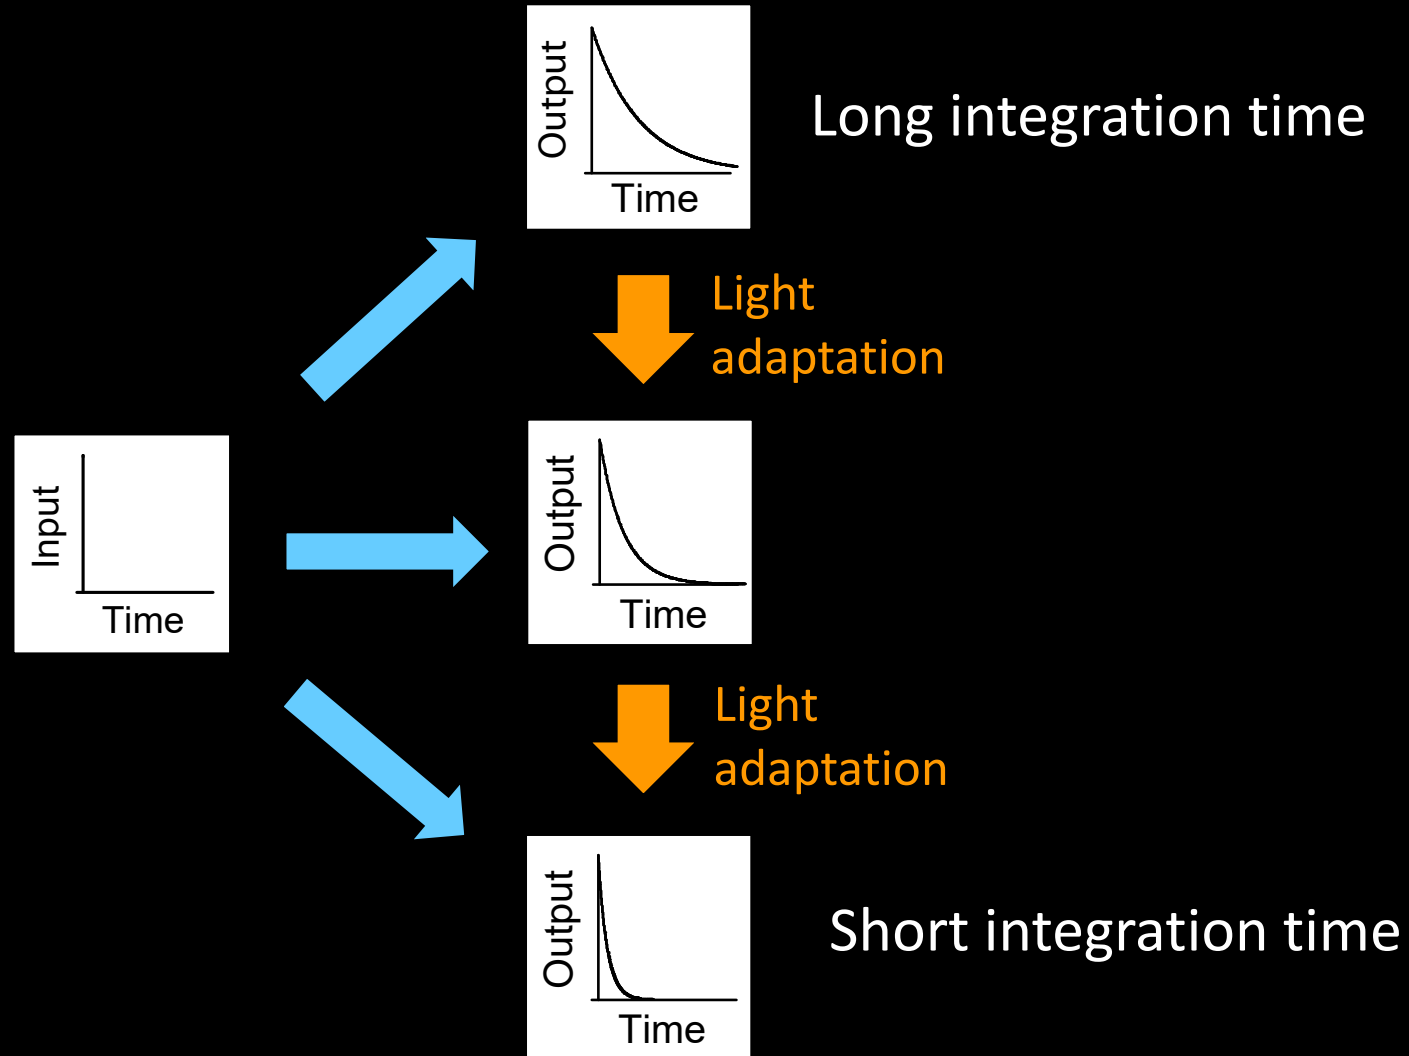 Output
Time
Long integration time
Light
adaptation
Input
Time
Output
Time
Light
adaptation
Output
Time
Short integration time